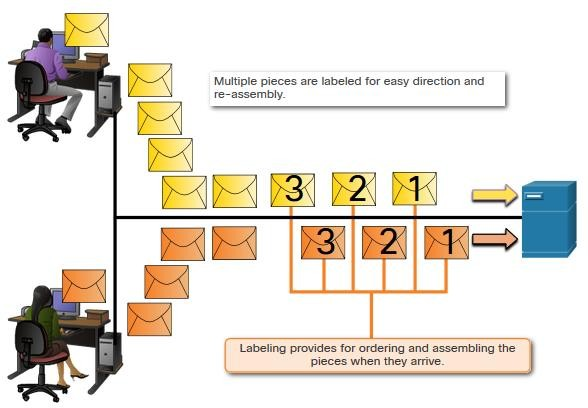 Multiple pieces are labeled for easy direction and
re-assembly.
3 2 1
3 2 1
Labeling provides for ordering and assembling the
pieces when they arrive.